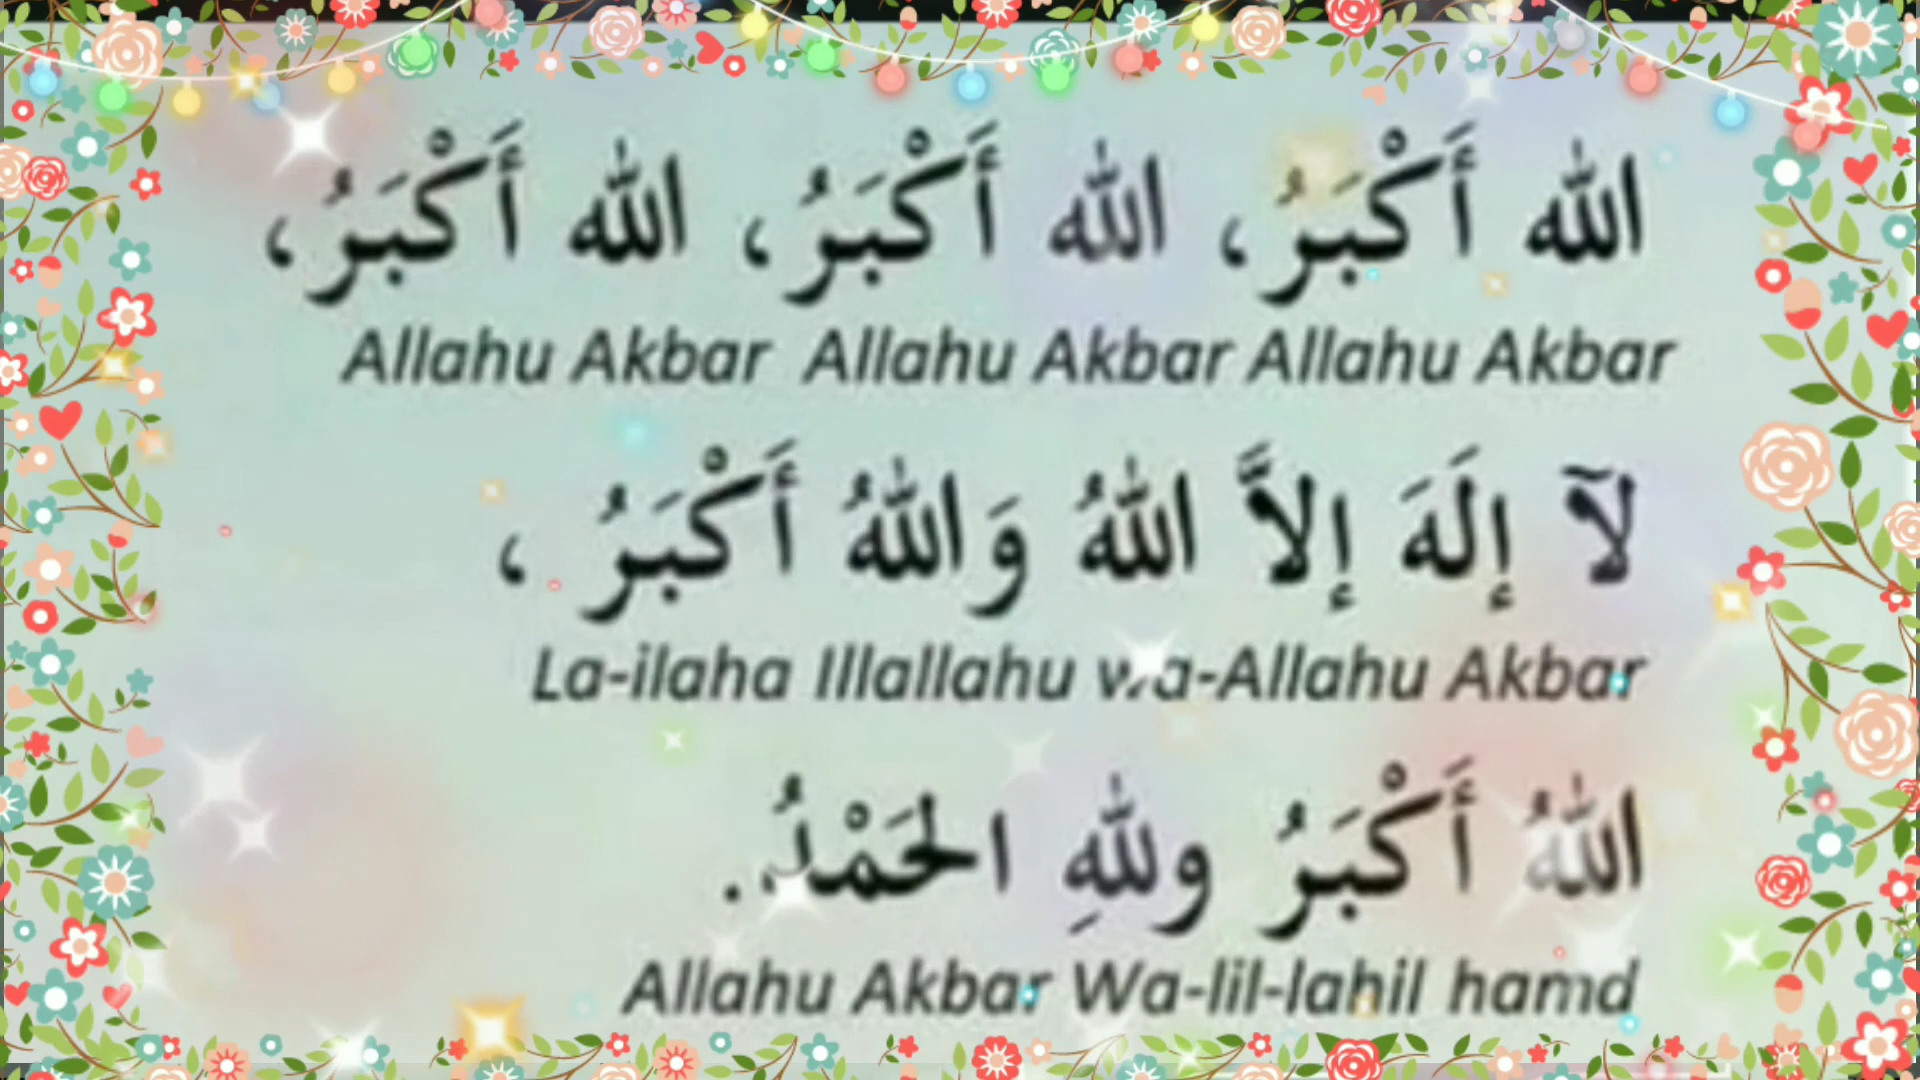 الله أَكْبَرُ، الله أَكْبَرُ، الله أَكْبَرُ،
Allahu Akbar Allahu Akbar Allahu Akbar
لَآ إِلَهَ إِلاَّ اللهُ وَاللهُ أَكْبَرُ ،
La-ilaha Illallahu wa-Allahu Akbar
اللهُ أَكْبَرُ وللهِ الحَمْدُ.
Allahu Akbar Wa-lil-lahil hamd